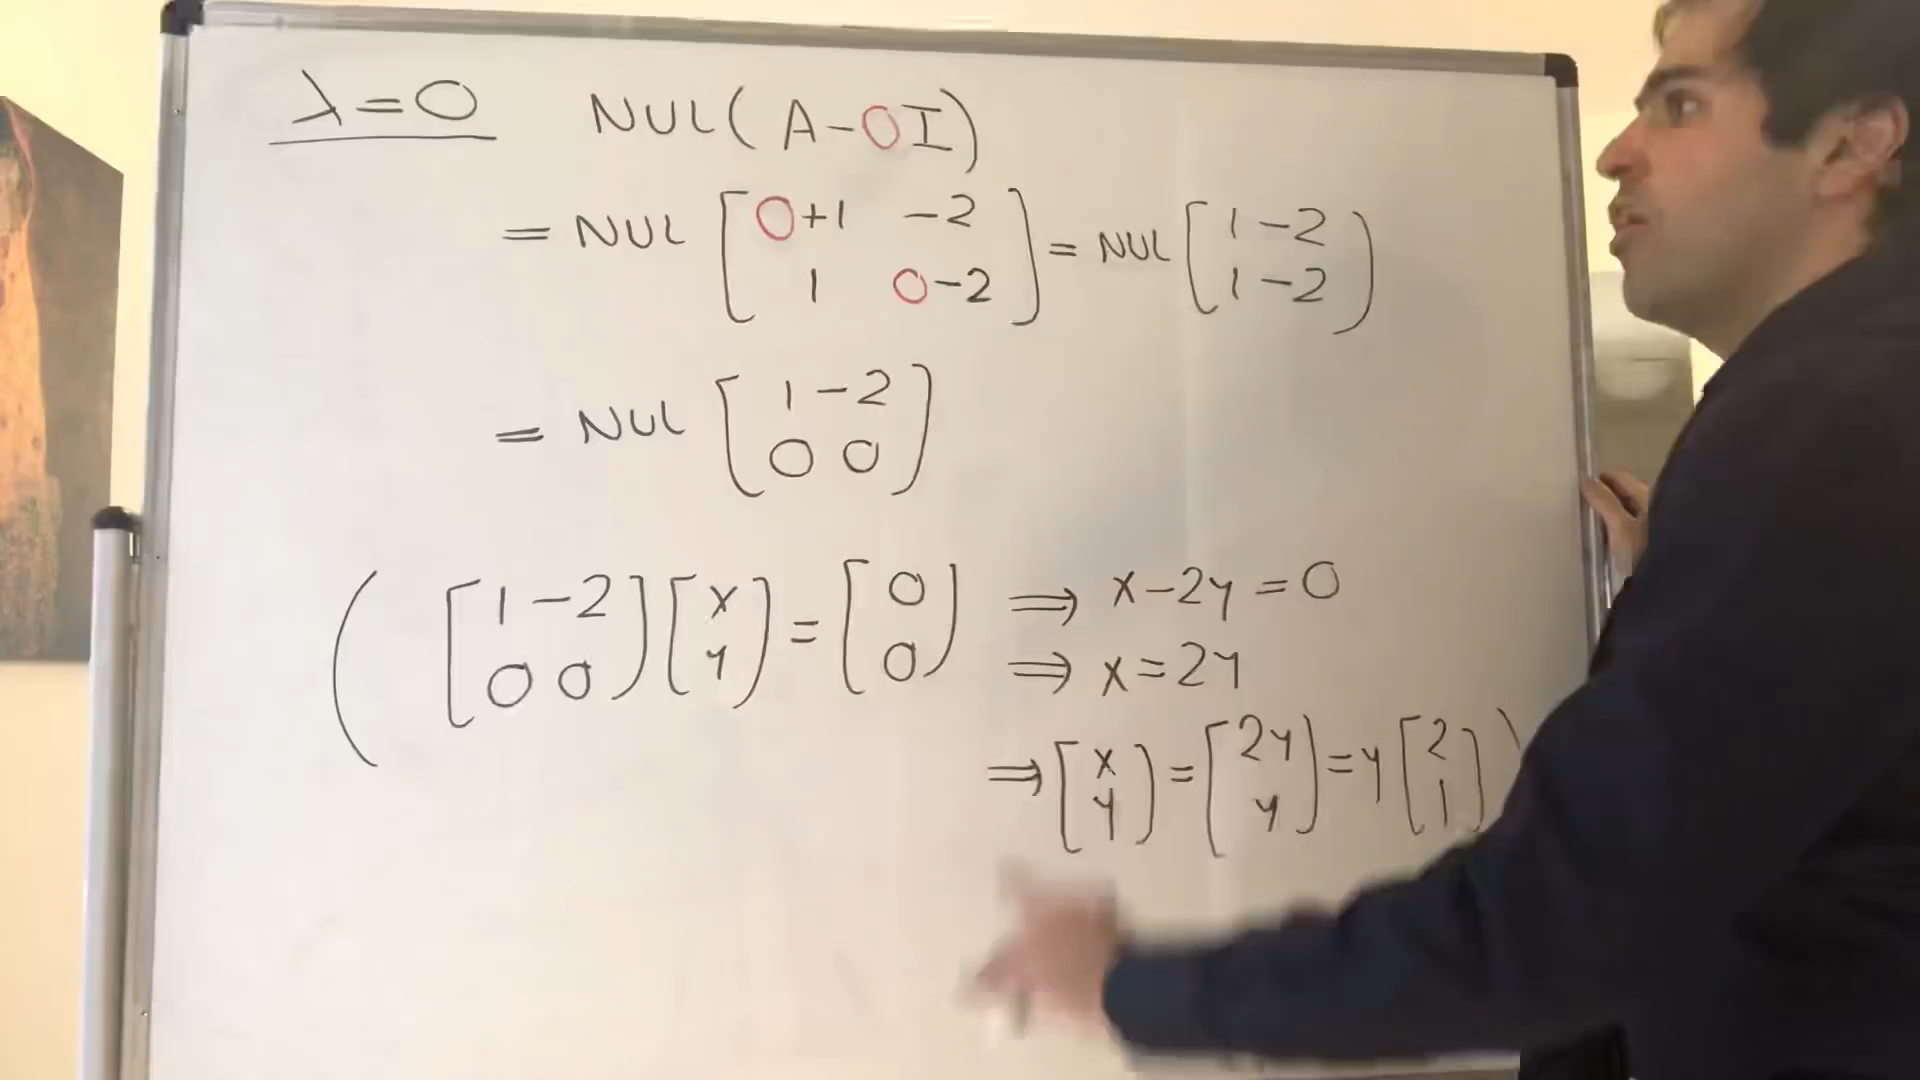 λ=0 NUL(A-0I)
= NUL [0+1 -2
1 0-2] = NUL [1 -2
1 -2]
= NUL [1 -2
0 0]
( [1 -2
0 0] [x
y] = [0
0] ⇒ x-2y=0
⇒ x=2y
⇒ [x
y] = [2y
y] = y [2
1] )